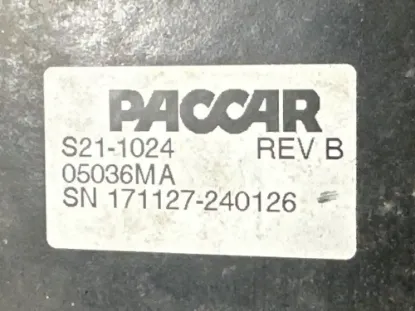 PACCAR
S21-1024 REV B
05036MA
SN 171127-240126